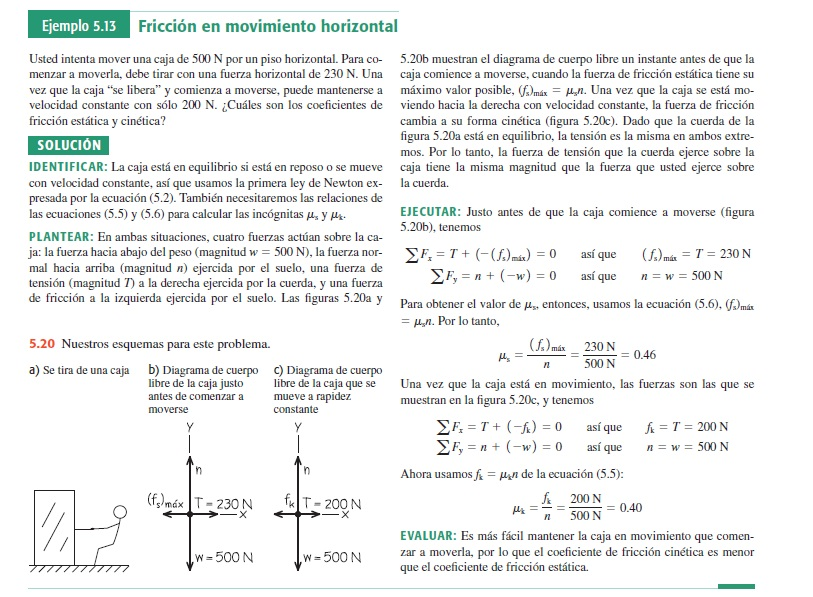 Ejemplo 5.13 Fricción en movimiento horizontal
Usted intenta mover una caja de 500 N por un piso horizontal. Para co-
menzar a moverla, debe tirar con una fuerza horizontal de 230 N. Una
vez que la caja “se libera” y comienza a moverse, puede mantenerse a
velocidad constante con sólo 200 N. ¿Cuáles son los coeficientes de
fricción estática y cinética?
SOLUCIÓN
IDENTIFICAR: La caja está en equilibrio si está en reposo o se mueve
con velocidad constante, así que usamos la primera ley de Newton ex-
presada por la ecuación (5.2). También necesitaremos las relaciones de
las ecuaciones (5.5) y (5.6) para calcular las incógnitas μs y μk.
PLANTEAR: En ambas situaciones, cuatro fuerzas actúan sobre la ca-
ja: la fuerza hacia abajo del peso (magnitud w = 500 N), la fuerza nor-
mal hacia arriba (magnitud n) ejercida por el suelo, una fuerza de
tensión (magnitud T) a la derecha ejercida por la cuerda, y una fuerza
de fricción a la izquierda ejercida por el suelo. Las figuras 5.20a y
5.20 Nuestros esquemas para este problema.
a) Se tira de una caja
b) Diagrama de cuerpo
libre de la caja justo
antes de comenzar a
moverse
c) Diagrama de cuerpo
libre de la caja que se
mueve a rapidez
constante
Y
n
(fs)máx T = 230 N
X
w = 500 N
Y
n
fk T = 200 N
X
w = 500 N
5.20b muestran el diagrama de cuerpo libre un instante antes de que la
caja comience a moverse, cuando la fuerza de fricción estática tiene su
máximo valor posible, (fs)máx = μsn. Una vez que la caja se está mo-
viendo hacia la derecha con velocidad constante, la fuerza de fricción
cambia a su forma cinética (figura 5.20c). Dado que la cuerda de la
figura 5.20a está en equilibrio, la tensión es la misma en ambos extre-
mos. Por lo tanto, la fuerza de tensión que la cuerda ejerce sobre la
caja tiene la misma magnitud que la fuerza que usted ejerce sobre
la cuerda.
EJECUTAR: Justo antes de que la caja comience a moverse (figura
5.20b), tenemos
∑Fx = T + (−(fs)máx) = 0 así que (fs)máx = T = 230 N
∑Fy = n + (−w) = 0 así que n = w = 500 N
Para obtener el valor de μs, entonces, usamos la ecuación (5.6), (fs)máx
= μsn. Por lo tanto,
μs = (fs)máx / n = 230 N / 500 N = 0.46
Una vez que la caja está en movimiento, las fuerzas son las que se
muestran en la figura 5.20c, y tenemos
∑Fx = T + (−fk) = 0 así que fk = T = 200 N
∑Fy = n + (−w) = 0 así que n = w = 500 N
Ahora usamos fk = μkn de la ecuación (5.5):
μk = fk / n = 200 N / 500 N = 0.40
EVALUAR: Es más fácil mantener la caja en movimiento que comen-
zar a moverla, por lo que el coeficiente de fricción cinética es menor
que el coeficiente de fricción estática.